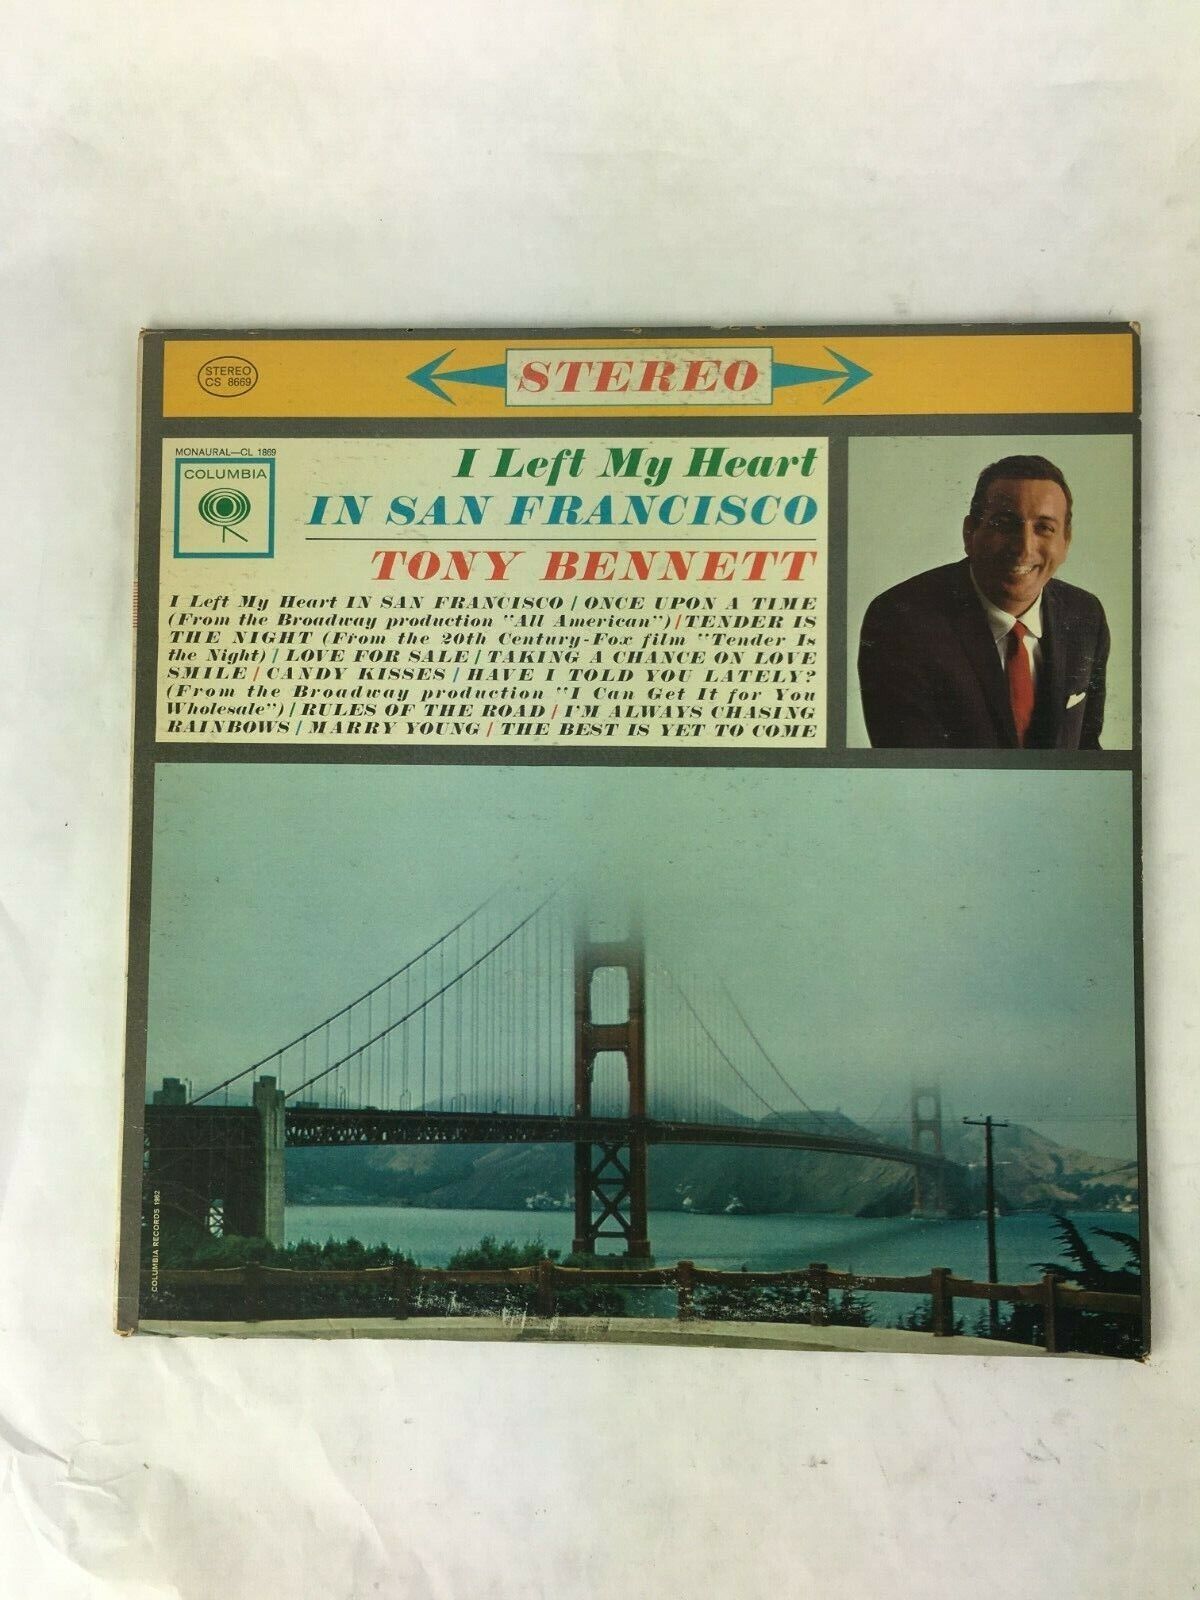 STEREO
CS 8669
STEREO
MONAURAL—CL 1869
COLUMBIA
I Left My Heart
IN SAN FRANCISCO
TONY BENNETT
I Left My Heart IN SAN FRANCISCO / ONCE UPON A TIME
(From the Broadway production "All American") / TENDER IS
THE NIGHT (From the 20th Century-Fox film "Tender Is
the Night) / LOVE FOR SALE / TAKING A CHANCE ON LOVE
SMILE / CANDY KISSES / HAVE I TOLD YOU LATELY?
(From the Broadway production "I Can Get It for You
Wholesale") / RULES OF THE ROAD / I'M ALWAYS CHASING
RAINBOWS / MARRY YOUNG / THE BEST IS YET TO COME
COLUMBIA RECORDS 1962